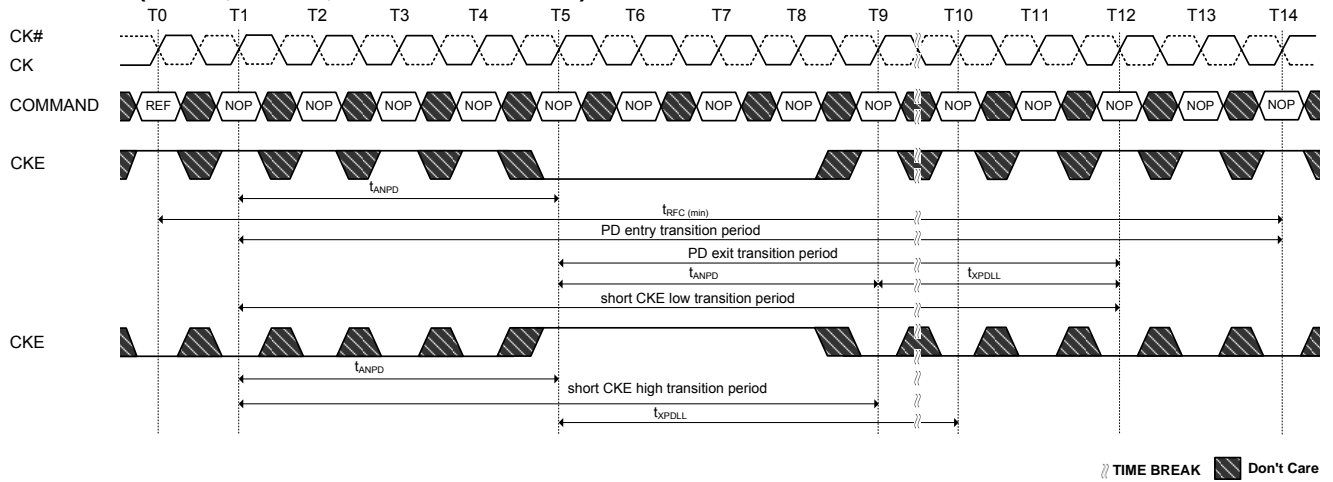 T0 T1 T2 T3 T4 T5 T6 T7 T8 T9 T10 T11 T12 T13 T14
CK#
CK
COMMAND REF NOP NOP NOP NOP NOP NOP NOP NOP NOP NOP NOP NOP NOP NOP
CKE
tANPD
tRFC (min)
PD entry transition period
PD exit transition period
tANPD tXPDLL
short CKE low transition period
CKE
tANPD
short CKE high transition period
tXPDLL
TIME BREAK Don't Care